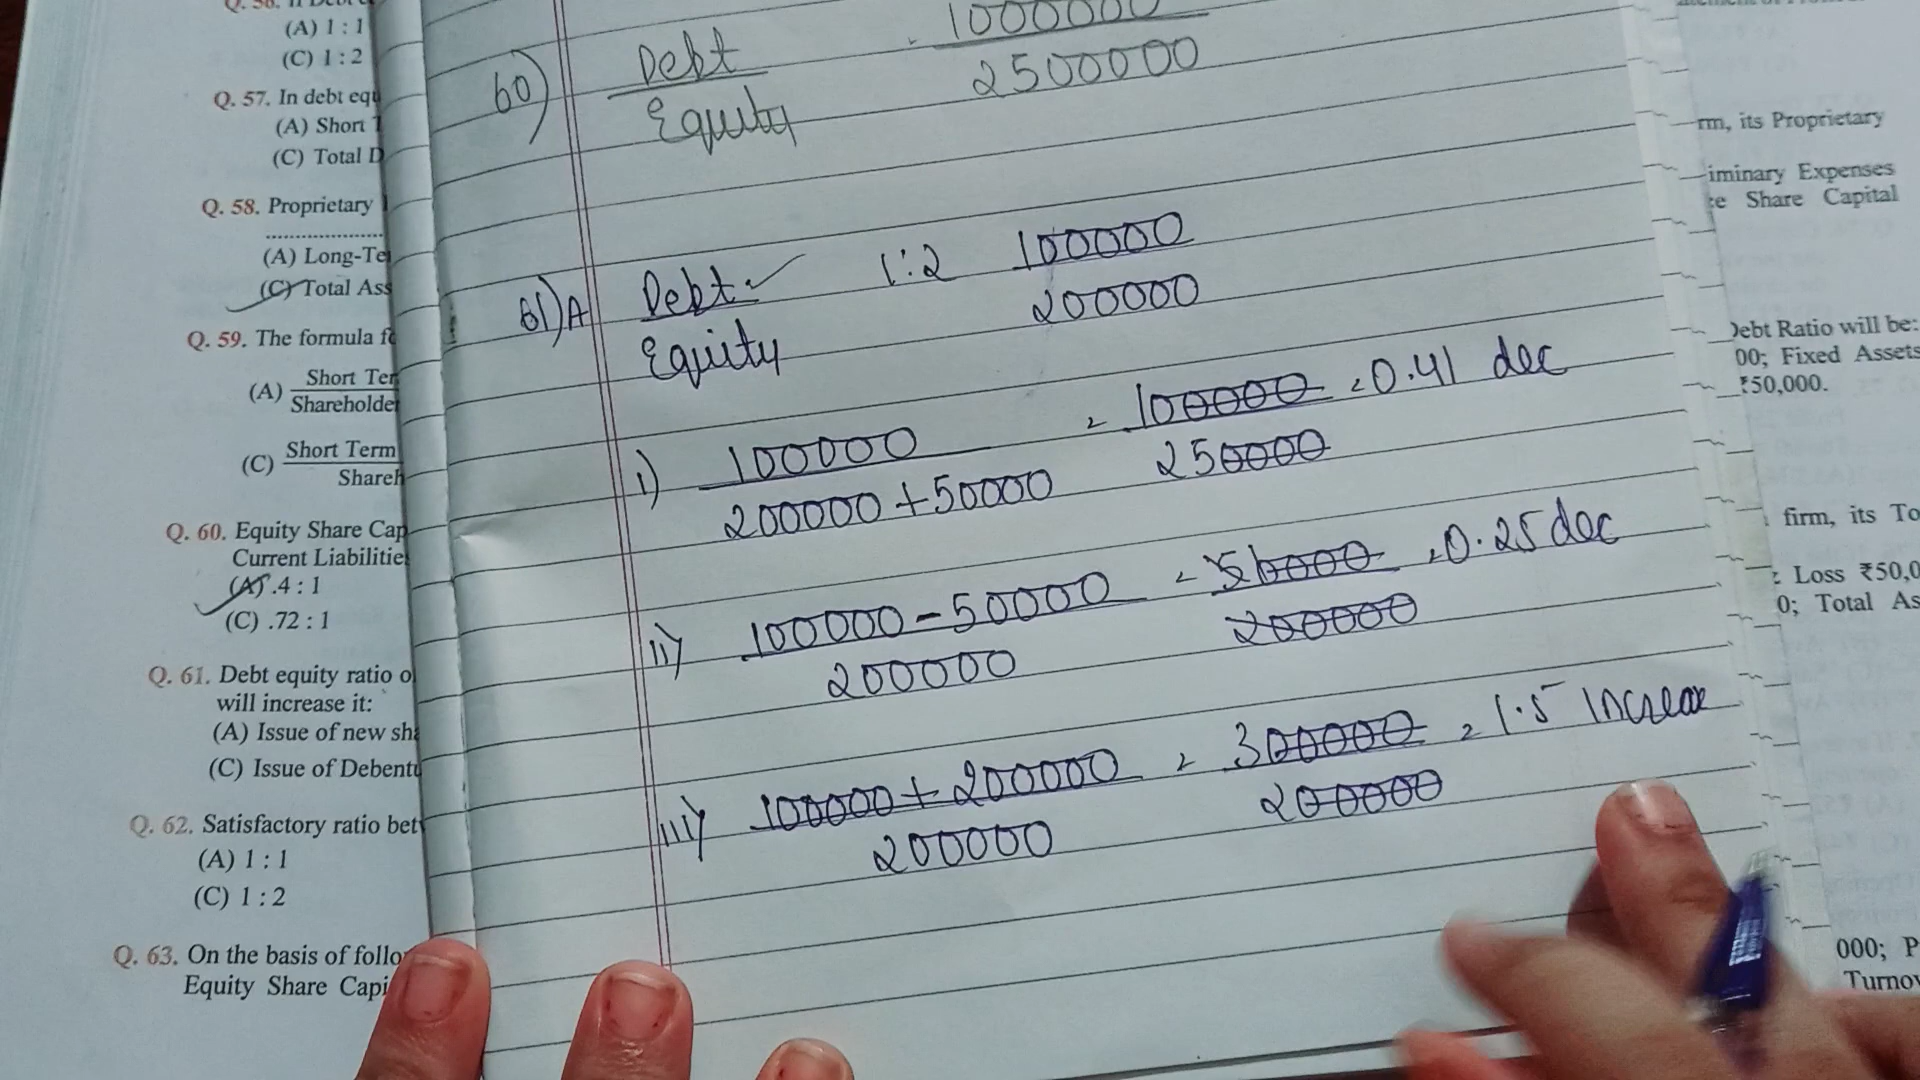 (A) 1 : 1
(C) 1 : 2
Q. 57. In debt equ
(A) Short
(C) Total D
Q. 58. Proprietary
....................
(A) Long-Te
(C) Total Ass
Q. 59. The formula f
(A) Short Ter
Shareholde
(C) Short Term
Shareh
Q. 60. Equity Share Cap
Current Liabilitie
(A) .4 : 1
(C) .72 : 1
Q. 61. Debt equity ratio o
will increase it:
(A) Issue of new sh
(C) Issue of Debent
Q. 62. Satisfactory ratio bet
(A) 1 : 1
(C) 1 : 2
Q. 63. On the basis of follo
Equity Share Capi
60) Debt 1000000
Equity 2500000
61)A Debt 1:2 100000
Equity 200000
i) 100000 = 100000 = 0.41 dec
200000 + 50000 250000
ii) 100000 - 50000 = 50000 = 0.25 dec
200000 200000
iii) 100000 + 200000 = 300000 = 1.5 Increase
200000 200000
rm, its Proprietary
iminary Expenses
e Share Capital
Debt Ratio will be:
00; Fixed Assets
₹50,000.
firm, its To
Loss ₹50,0
0; Total As
000; P
Turnov